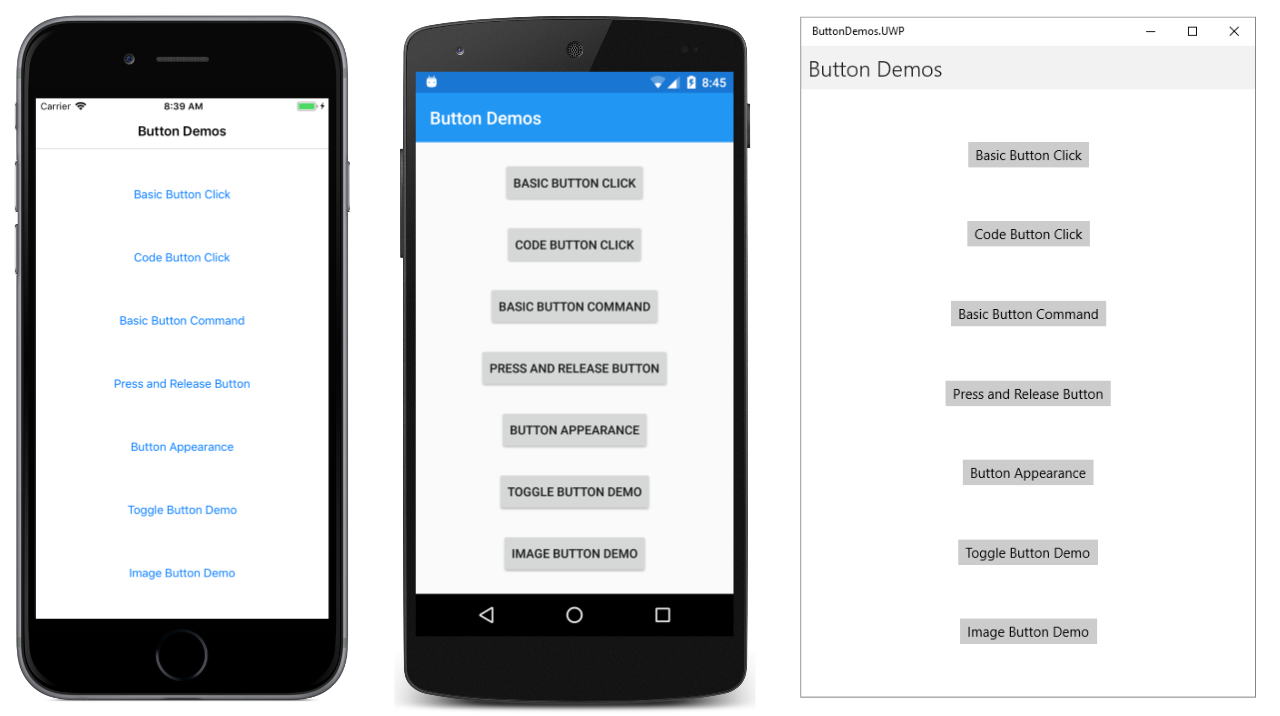 Carrier 8:39 AM
Button Demos
Basic Button Click
Code Button Click
Basic Button Command
Press and Release Button
Button Appearance
Toggle Button Demo
Image Button Demo
8:45
Button Demos
BASIC BUTTON CLICK
CODE BUTTON CLICK
BASIC BUTTON COMMAND
PRESS AND RELEASE BUTTON
BUTTON APPEARANCE
TOGGLE BUTTON DEMO
IMAGE BUTTON DEMO
ButtonDemos.UWP
Button Demos
Basic Button Click
Code Button Click
Basic Button Command
Press and Release Button
Button Appearance
Toggle Button Demo
Image Button Demo